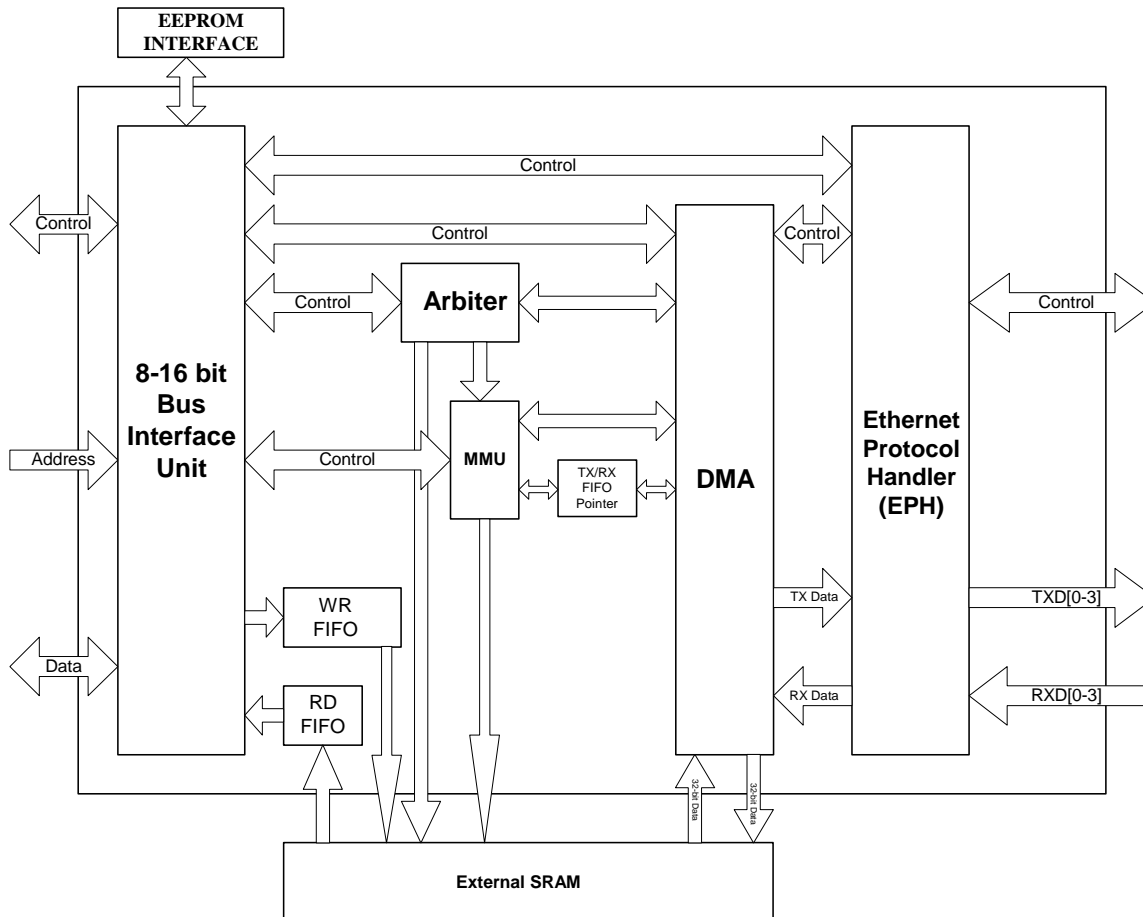 EEPROM
INTERFACE
Control
Control
Control
Control
Control
Arbiter
Control
8-16 bit
Bus
Interface
Unit
Address
Control
MMU
TX/RX
FIFO
Pointer
DMA
Ethernet
Protocol
Handler
(EPH)
WR
FIFO
TX Data
TXD[0-3]
Data
RD
FIFO
RX Data
RXD[0-3]
32-bit Data
32-bit Data
External SRAM